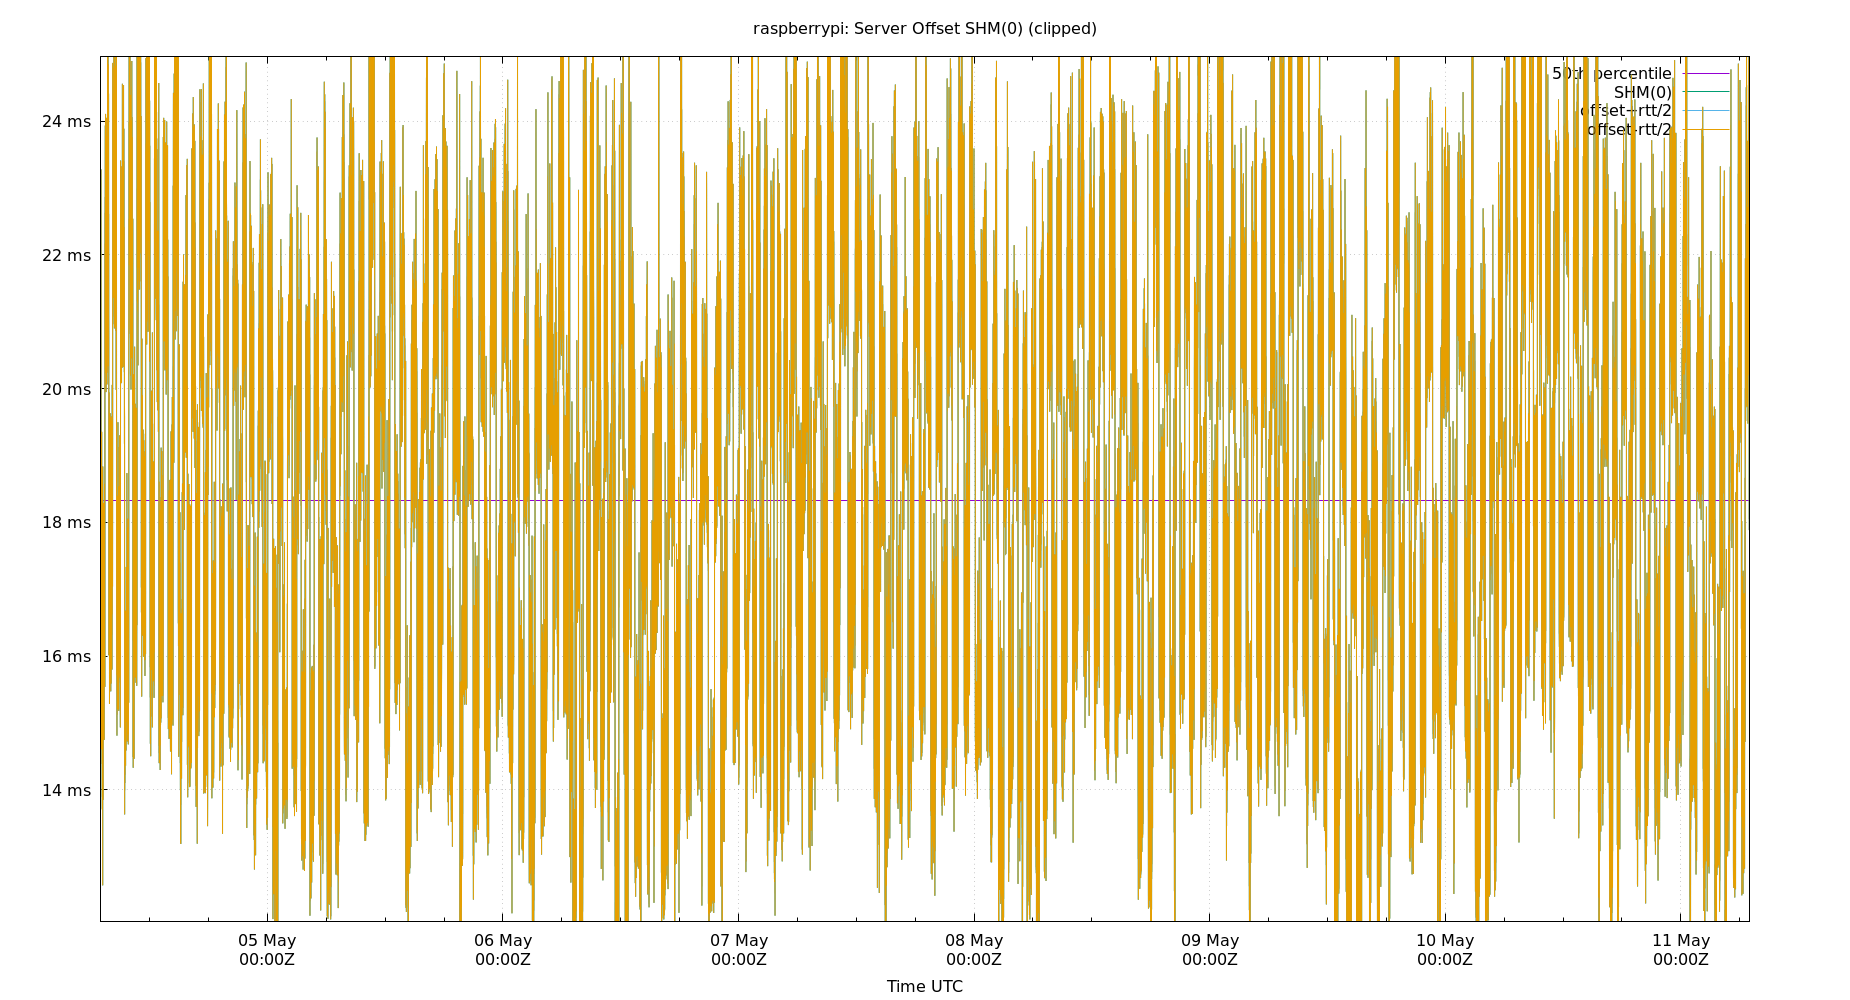 raspberrypi: Server Offset SHM(0) (clipped)
50th percentile
SHM(0)
offset+rtt/2
offset-rtt/2
24 ms
22 ms
20 ms
18 ms
16 ms
14 ms
05 May 06 May 07 May 08 May 09 May 10 May 11 May
00:00Z 00:00Z 00:00Z 00:00Z 00:00Z 00:00Z 00:00Z
Time UTC